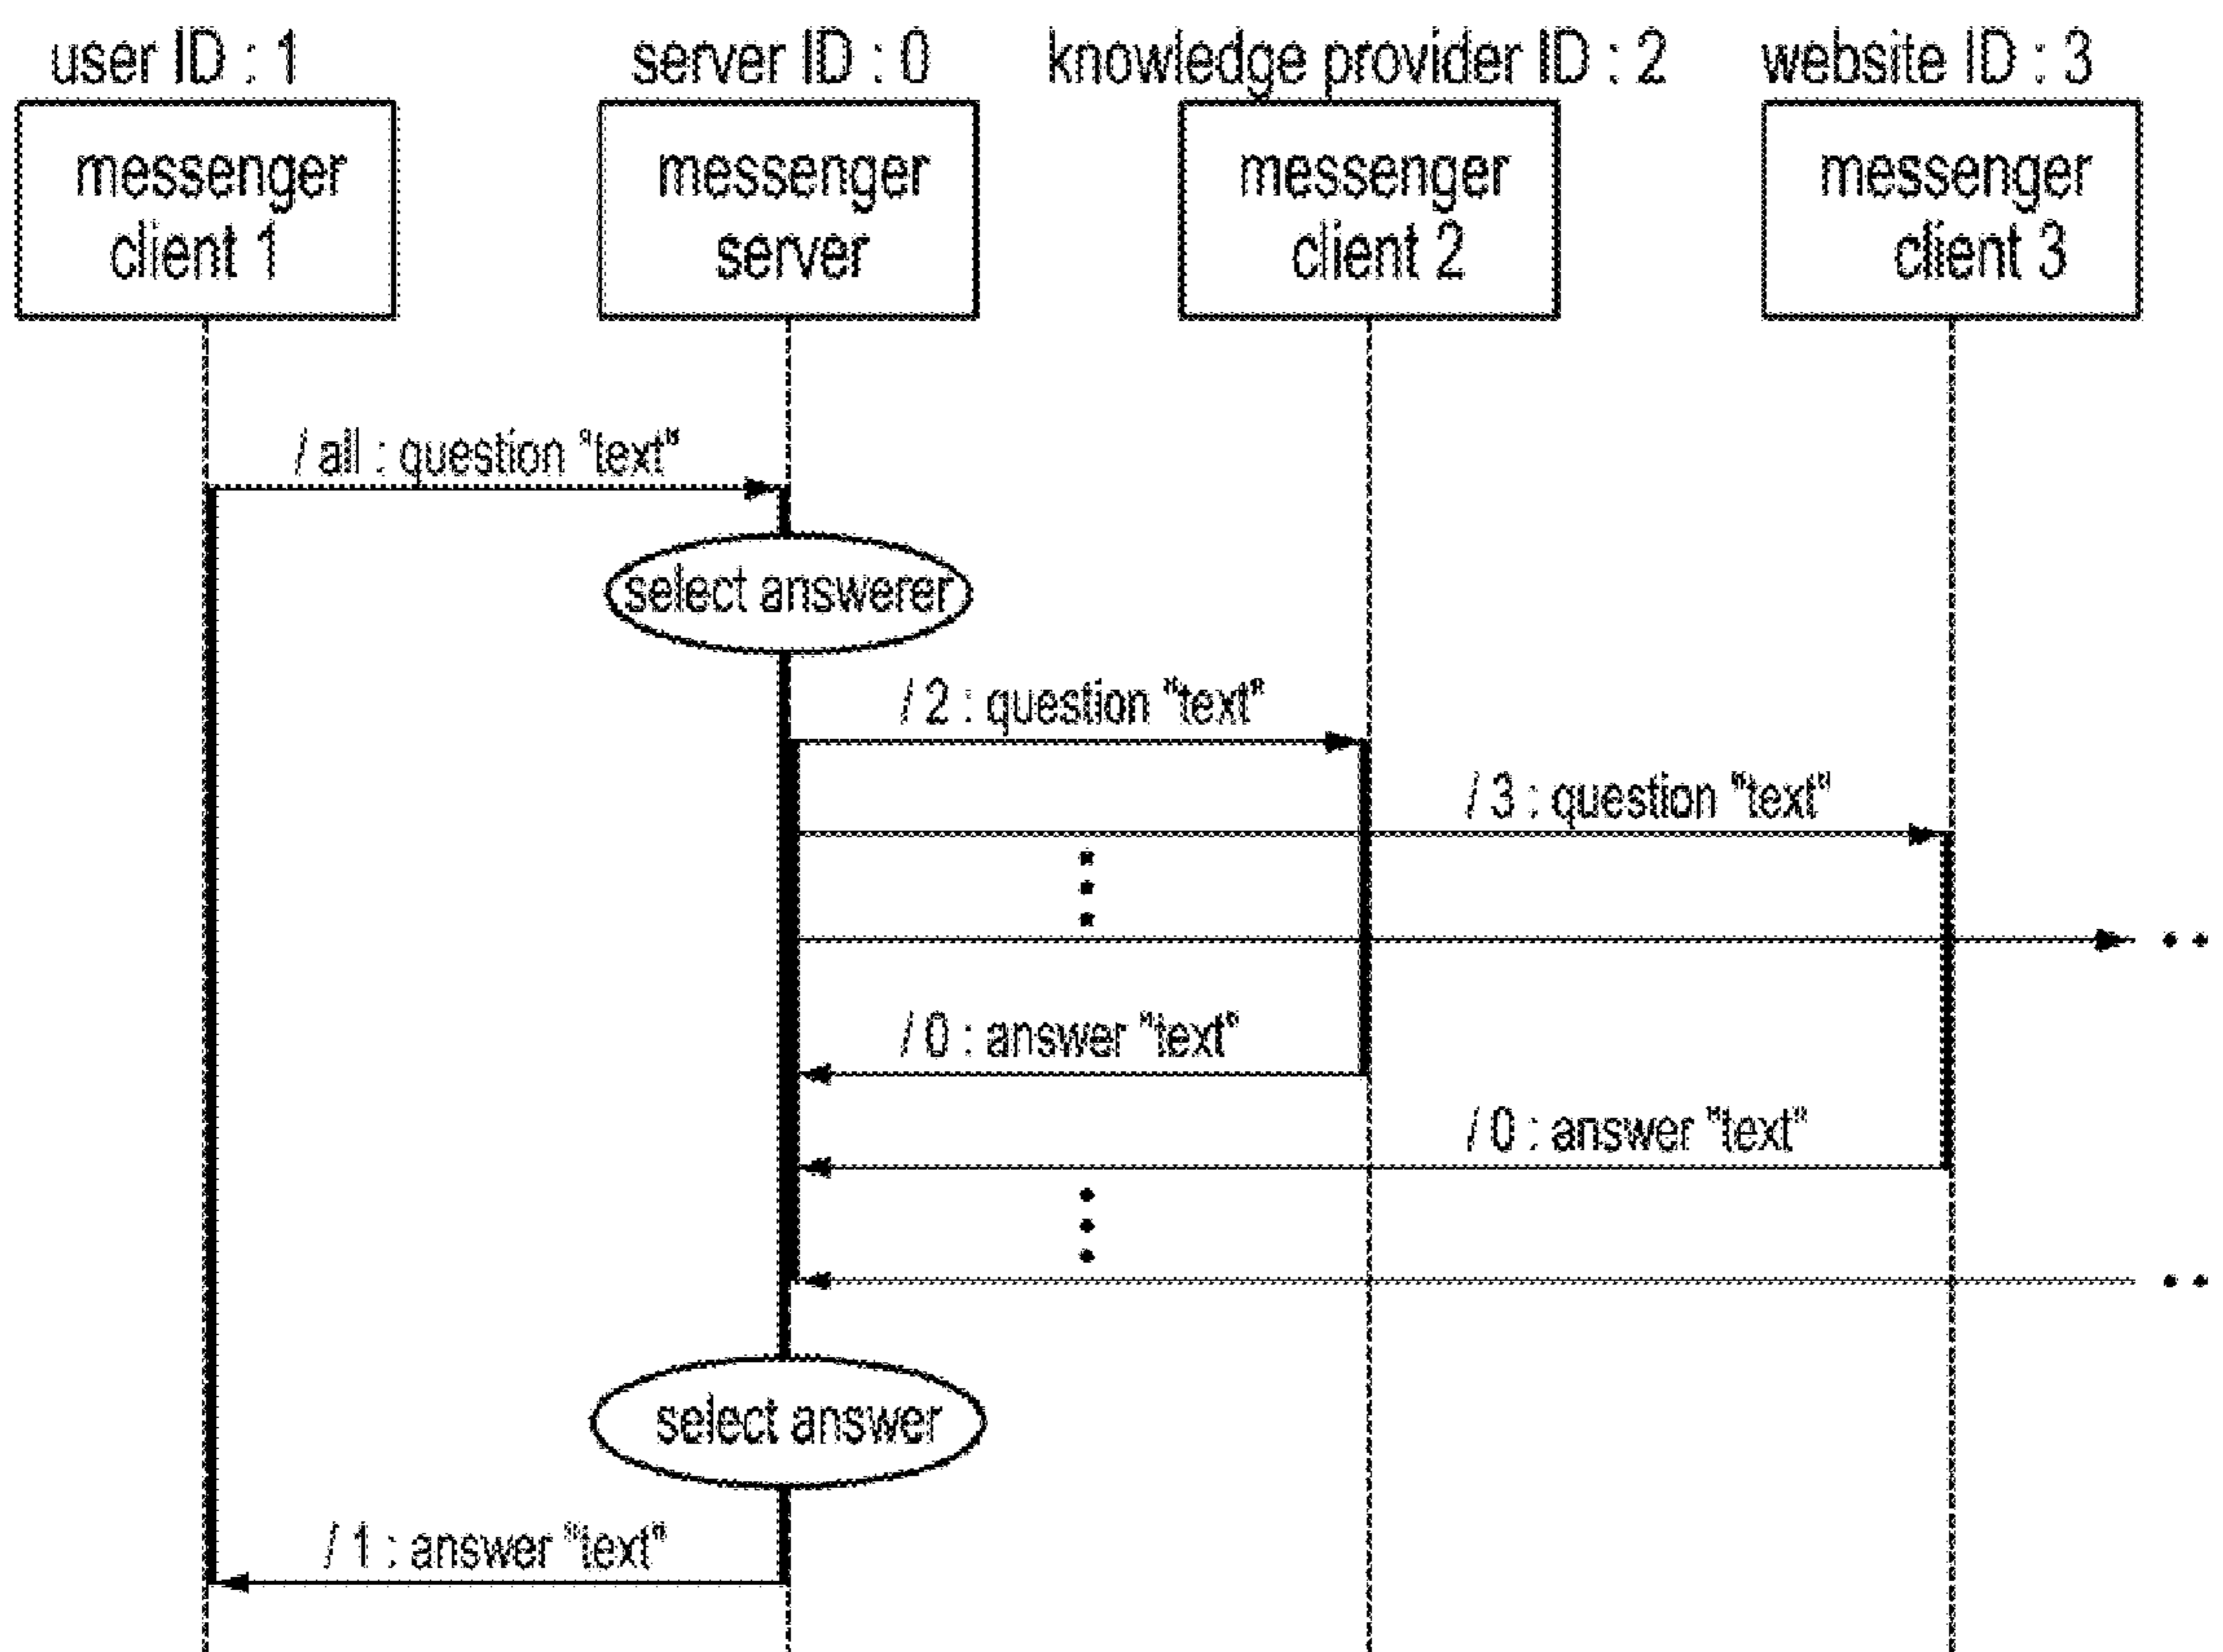 user ID : 1
server ID : 0
knowledge provider ID : 2
website ID : 3
messenger
client 1
messenger
server
messenger
client 2
messenger
client 3
/ all : question "text"
select answerer
/ 2 : question "text"
/ 3 : question "text"
/ 0 : answer "text"
/ 0 : answer "text"
select answer
/ 1 : answer "text"